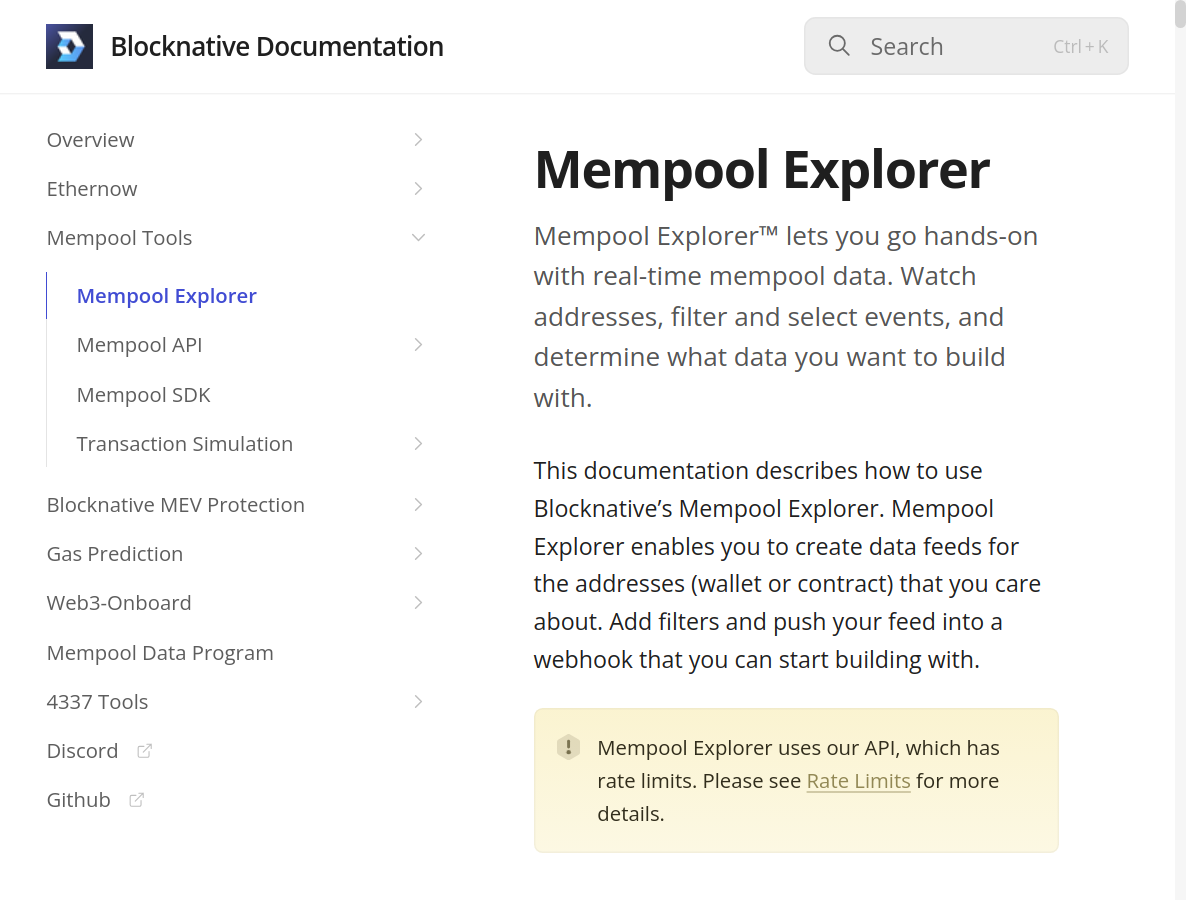 Blocknative Documentation
Search
Ctrl + K
Overview
Ethernow
Mempool Tools
Mempool Explorer
Mempool API
Mempool SDK
Transaction Simulation
Blocknative MEV Protection
Gas Prediction
Web3-Onboard
Mempool Data Program
4337 Tools
Discord
Github
Mempool Explorer
Mempool Explorer™ lets you go hands-on
with real-time mempool data. Watch
addresses, filter and select events, and
determine what data you want to build
with.
This documentation describes how to use
Blocknative’s Mempool Explorer. Mempool
Explorer enables you to create data feeds for
the addresses (wallet or contract) that you care
about. Add filters and push your feed into a
webhook that you can start building with.
Mempool Explorer uses our API, which has
rate limits. Please see Rate Limits for more
details.